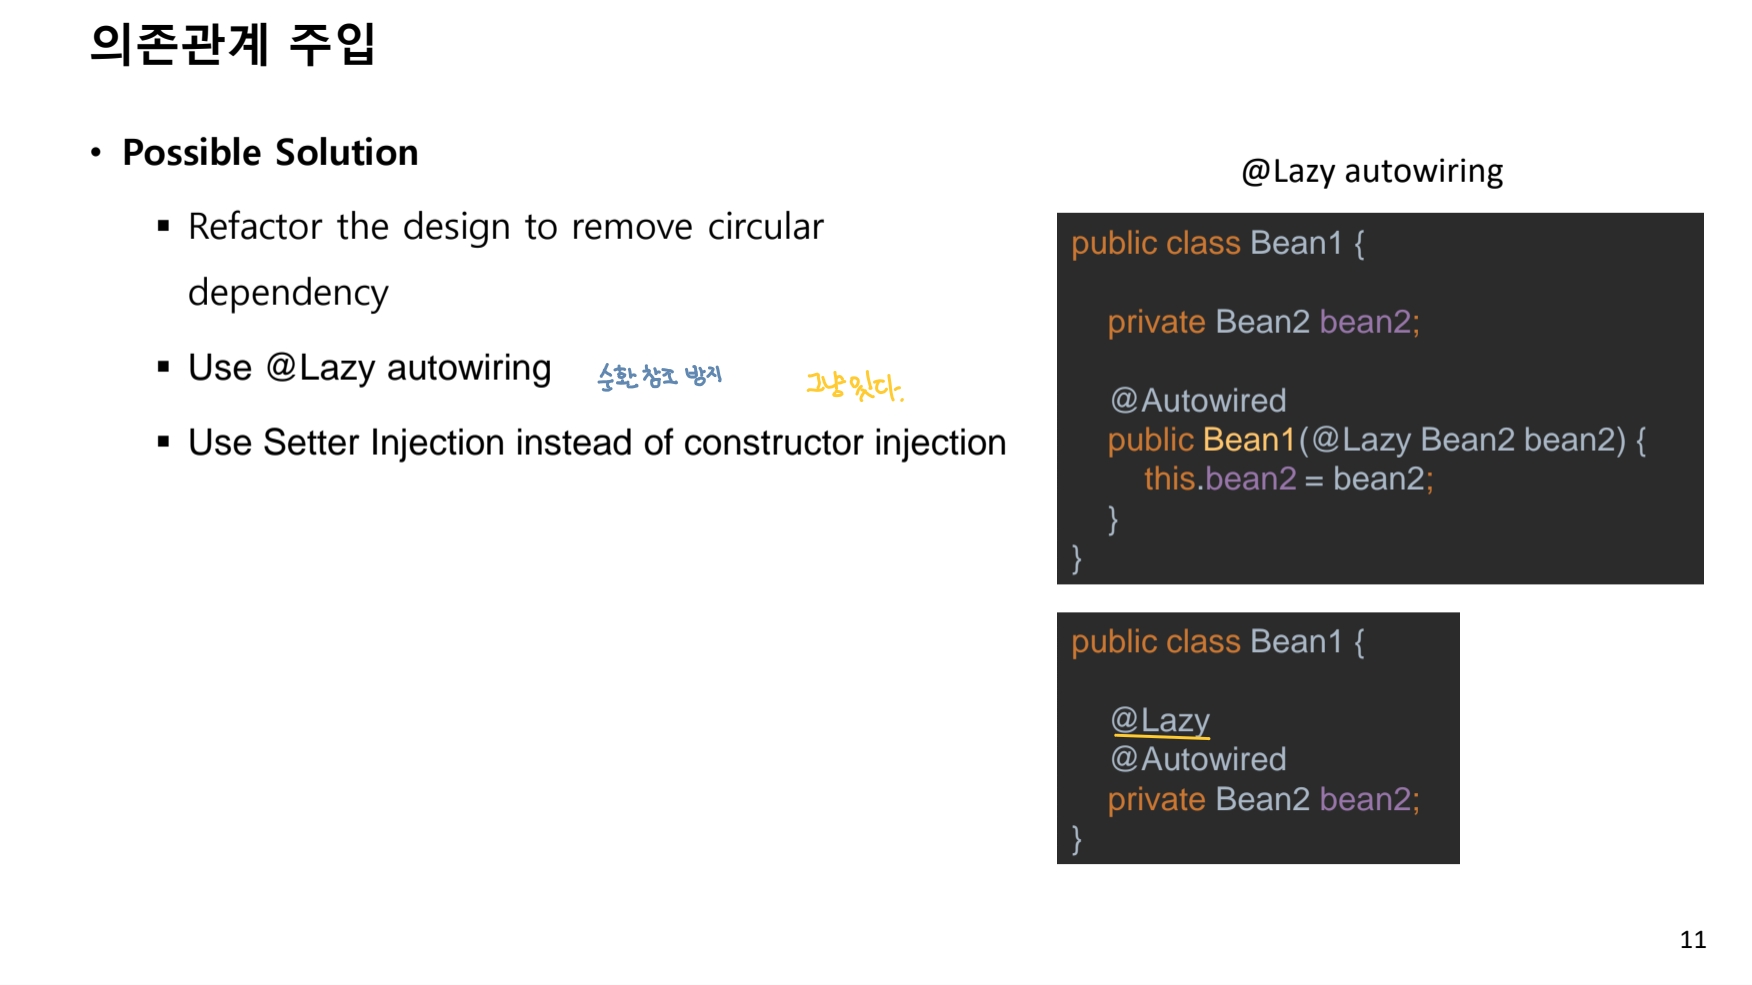 의존관계 주입
• Possible Solution
▪ Refactor the design to remove circular
dependency
▪ Use @Lazy autowiring 순환 참조 방지 그냥 있다.
▪ Use Setter Injection instead of constructor injection
@Lazy autowiring
public class Bean1 {
private Bean2 bean2;
@Autowired
public Bean1(@Lazy Bean2 bean2) {
this.bean2 = bean2;
}
}
public class Bean1 {
@Lazy
@Autowired
private Bean2 bean2;
}
11